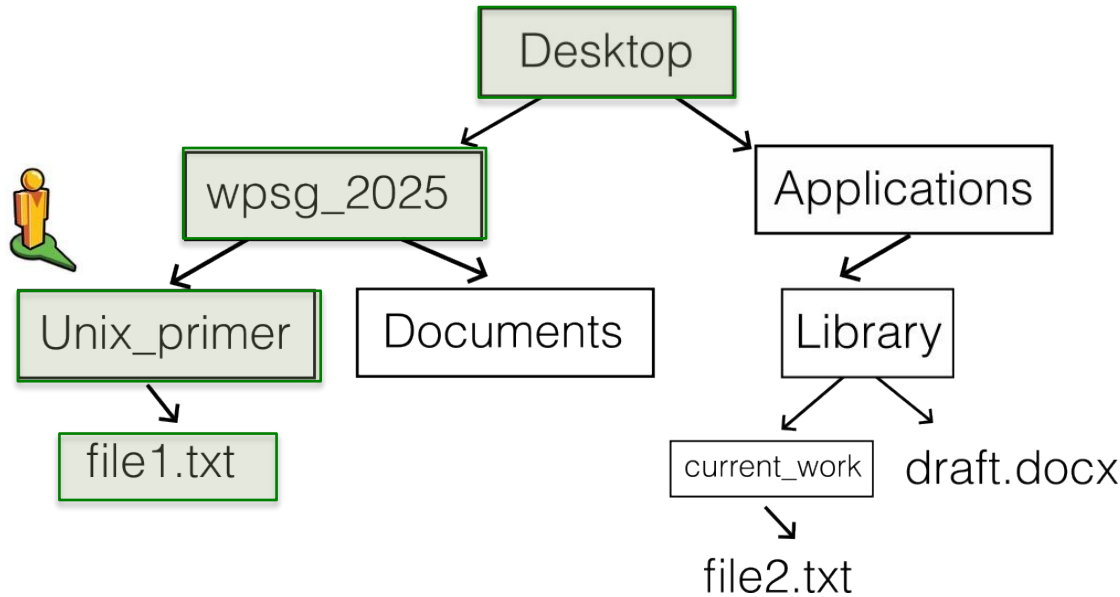 Desktop
wpsg_2025
Applications
Unix_primer
Documents
Library
file1.txt
current_work
draft.docx
file2.txt